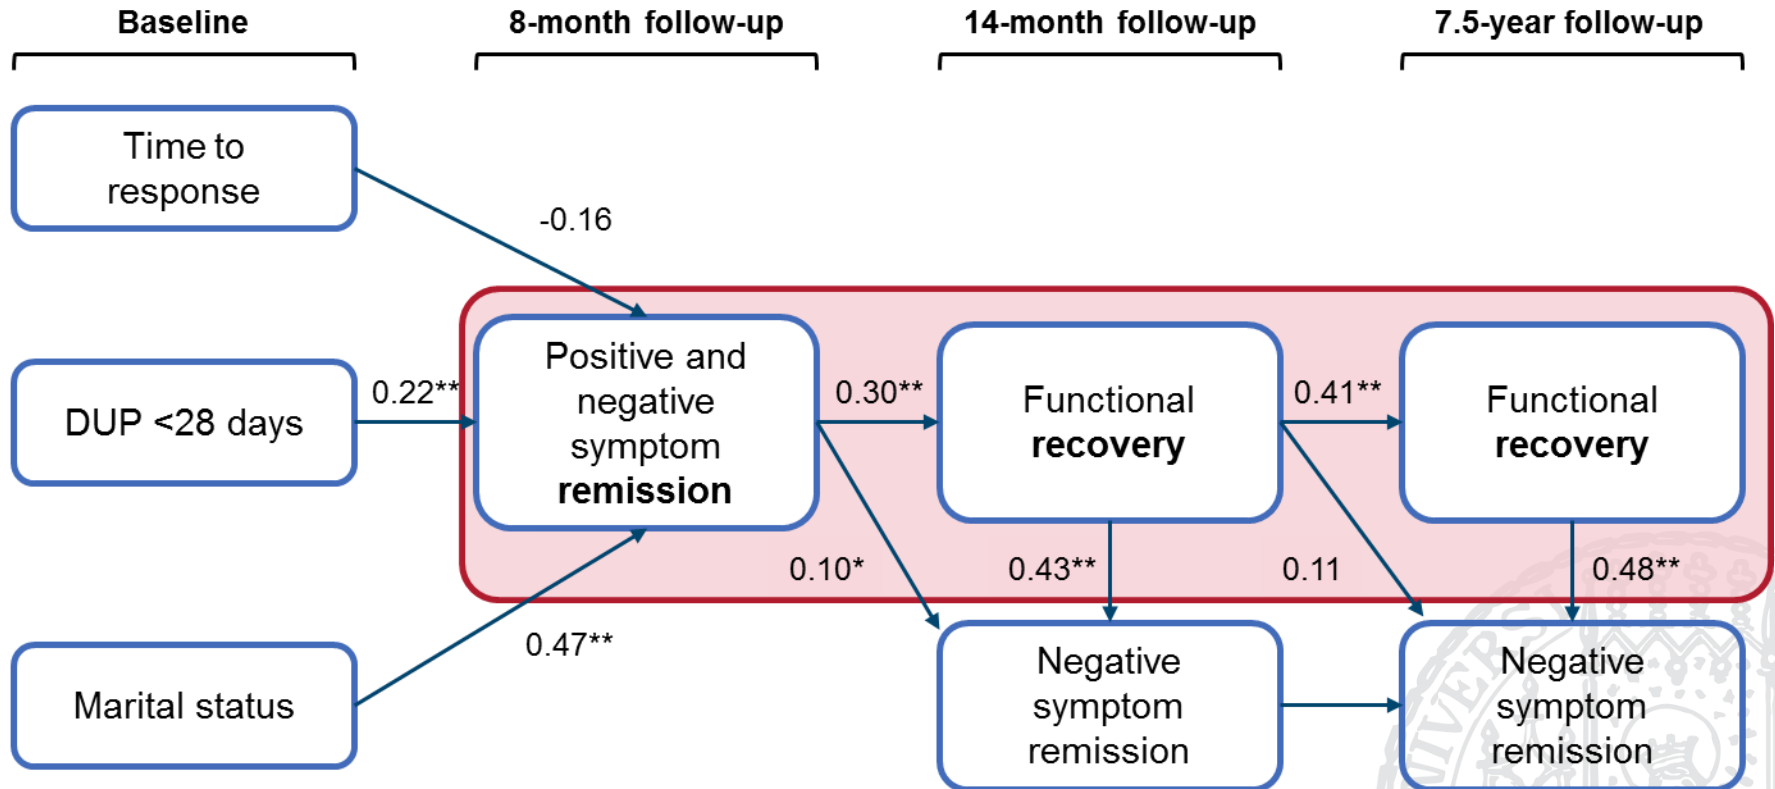 Baseline
8-month follow-up
14-month follow-up
7.5-year follow-up
Time to
response
-0.16
DUP <28 days
0.22**
Positive and
negative
symptom
remission
0.30**
Functional
recovery
0.41**
Functional
recovery
Marital status
0.47**
0.10*
0.43**
0.11
0.48**
Negative
symptom
remission
Negative
symptom
remission